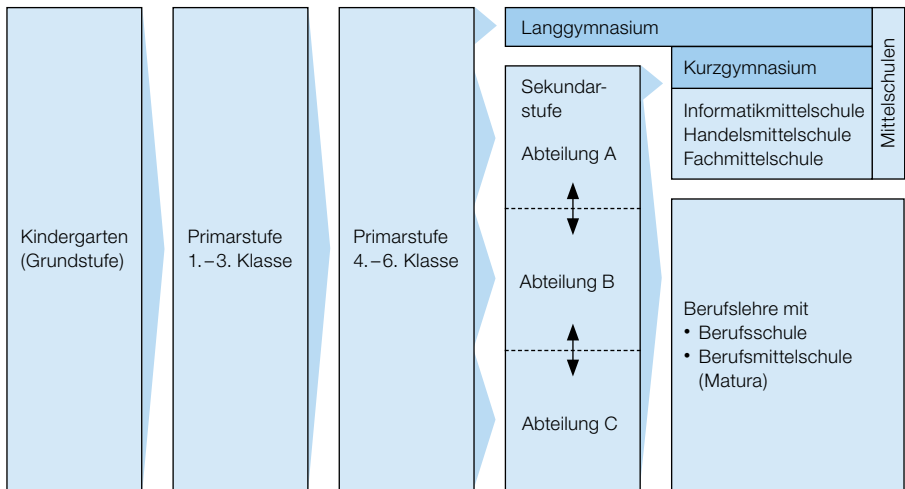 Kindergarten
(Grundstufe)
Primarstufe
1.–3. Klasse
Primarstufe
4.–6. Klasse
Langgymnasium
Sekundar-
stufe
Abteilung A
Abteilung B
Abteilung C
Kurzgymnasium
Informatikmittelschule
Handelsmittelschule
Fachmittelschule
Mittelschulen
Berufslehre mit
• Berufsschule
• Berufsmittelschule
(Matura)